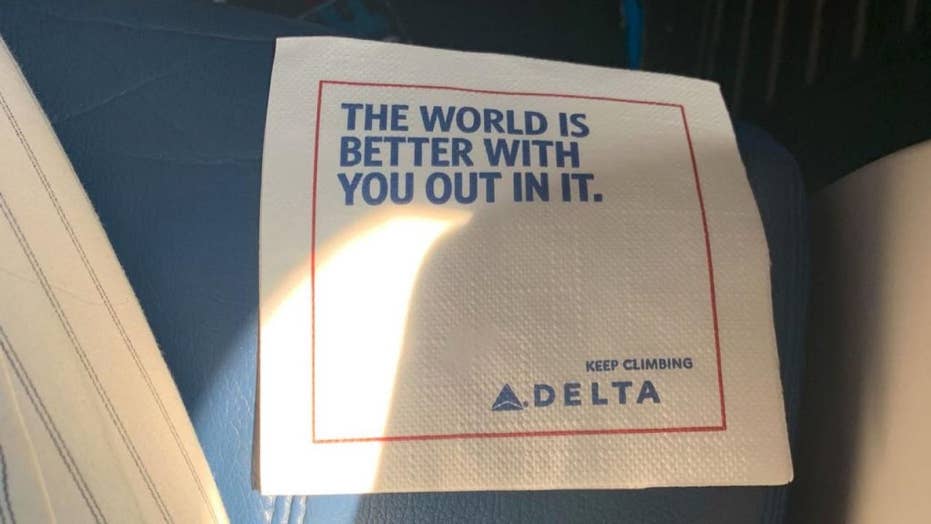 THE WORLD IS
BETTER WITH
YOU OUT IN IT.
KEEP CLIMBING
DELTA